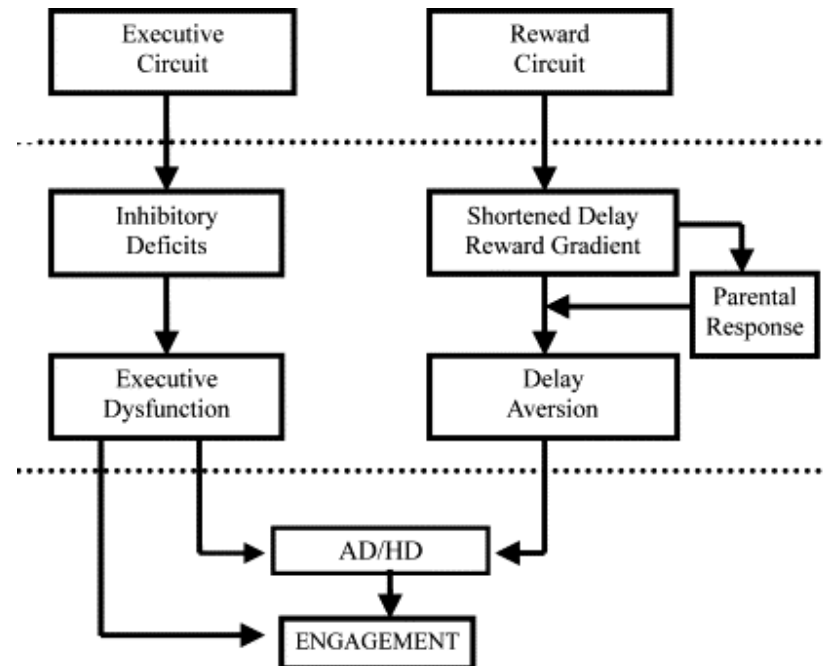 Executive
Circuit
Reward
Circuit
Inhibitory
Deficits
Shortened Delay
Reward Gradient
Parental
Response
Executive
Dysfunction
Delay
Aversion
AD/HD
ENGAGEMENT